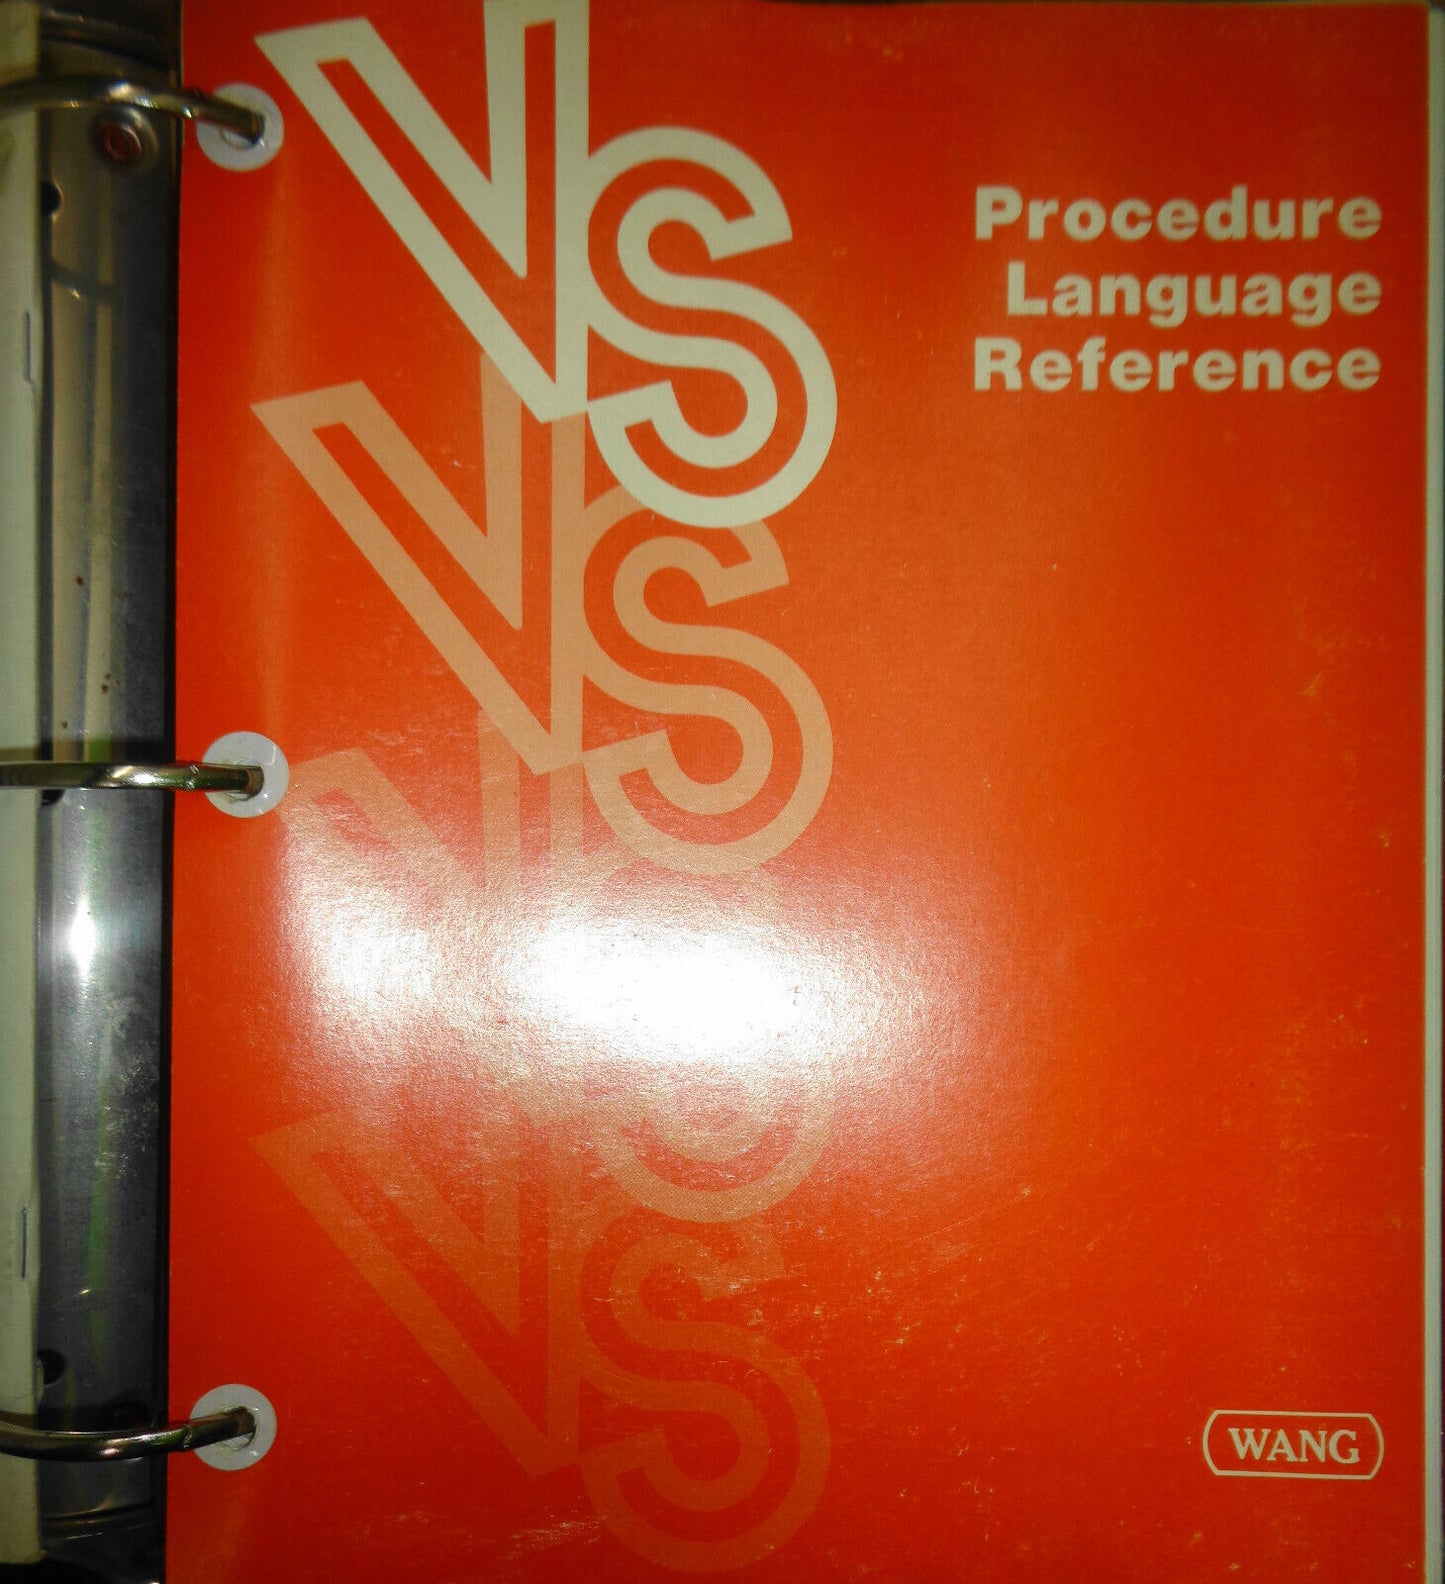 VS
Procedure
Language
Reference
VS
VS
VS
WANG